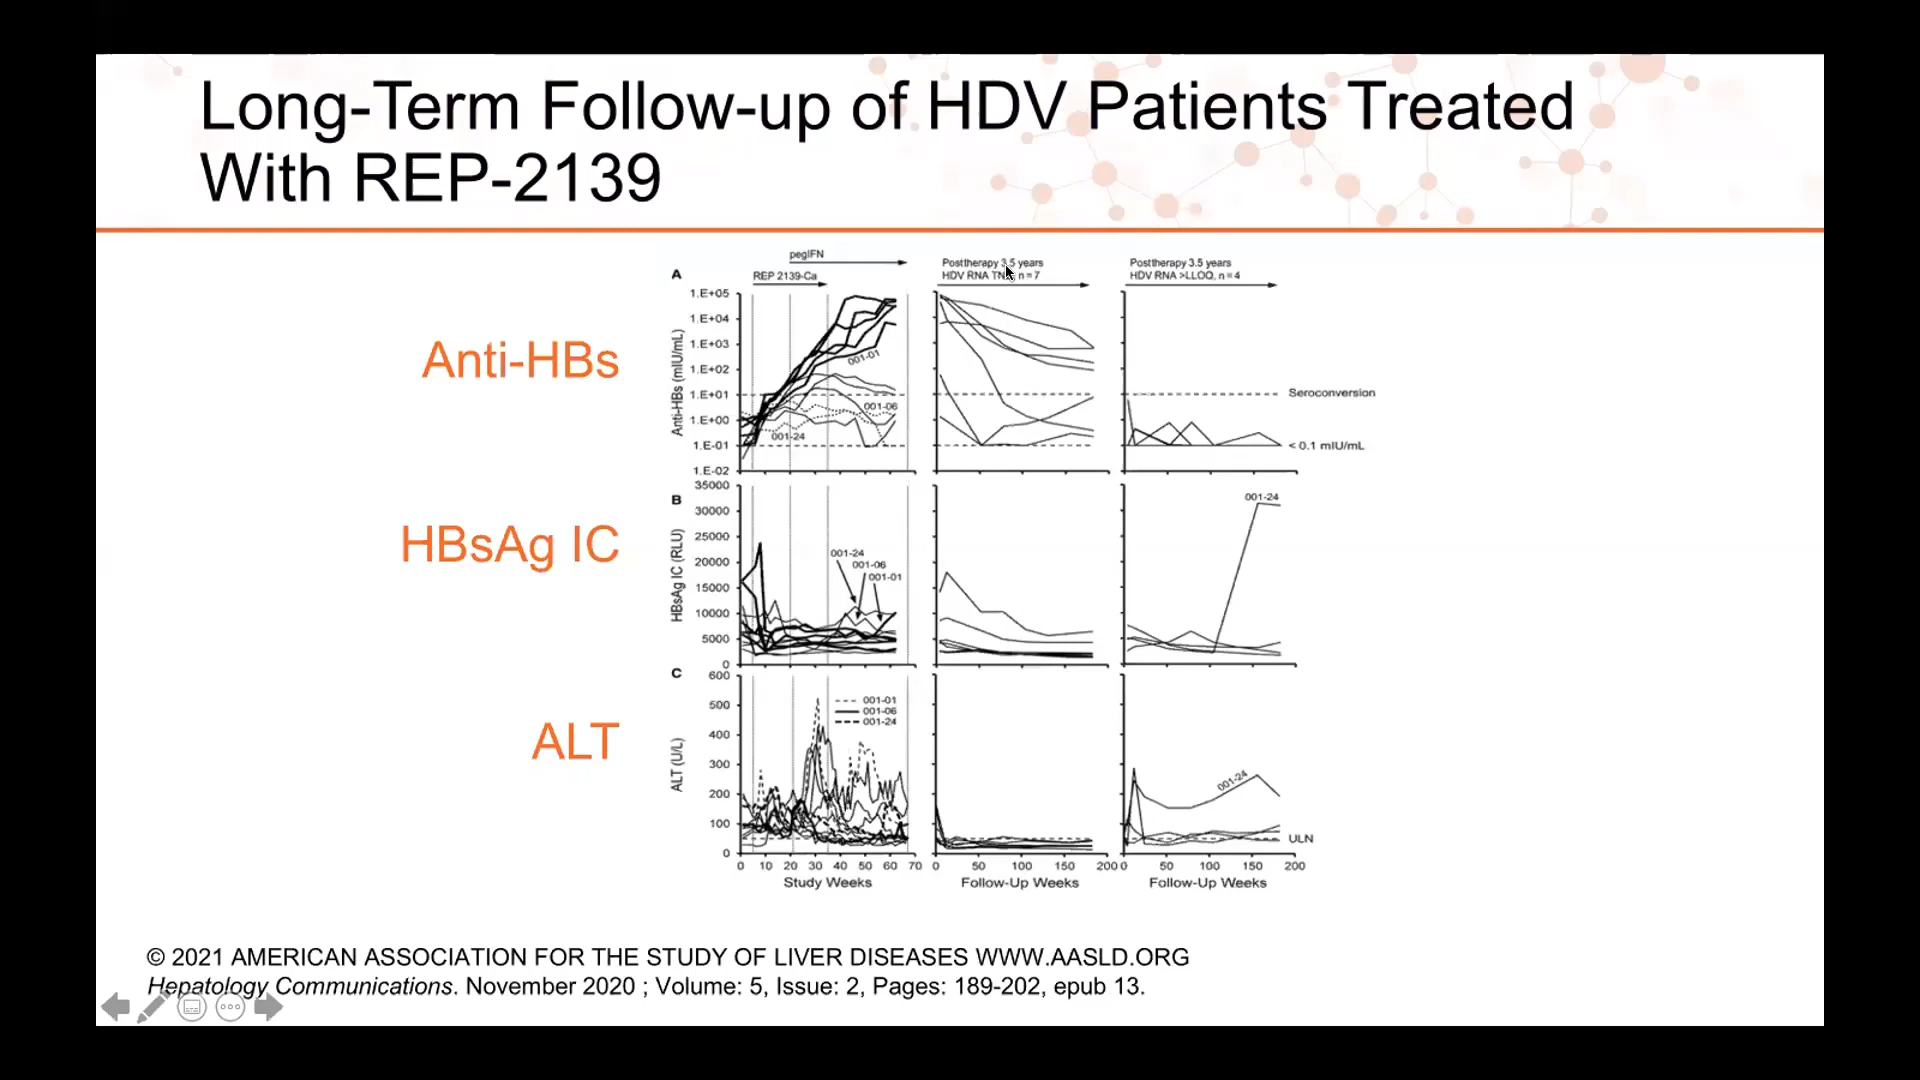 Long-Term Follow-up of HDV Patients Treated
With REP-2139
Anti-HBs
HBsAg IC
ALT
pegIFN
REP 2139-Ca
Posttherapy 3.5 years
HDV RNA n = 7
Posttherapy 3.5 years
HDV RNA >LLOQ, n = 4
A
Anti-HBs (mIU/mL)
1.E+05
1.E+04
1.E+03
1.E+02
1.E+01
1.E+00
1.E-01
1.E-02
001-01
001-06
001-24
Seroconversion
< 0.1 mIU/mL
B
HBsAg IC (RLU)
35000
30000
25000
20000
15000
10000
5000
0
001-24
001-06
001-01
001-24
C
ALT (U/L)
600
500
400
300
200
100
0
001-01
001-06
001-24
001-24
ULN
0 10 20 30 40 50 60 70
0 50 100 150 200
0 50 100 150 200
Study Weeks
Follow-Up Weeks
Follow-Up Weeks
© 2021 AMERICAN ASSOCIATION FOR THE STUDY OF LIVER DISEASES WWW.AASLD.ORG
Hepatology Communications. November 2020 ; Volume: 5, Issue: 2, Pages: 189-202, epub 13.